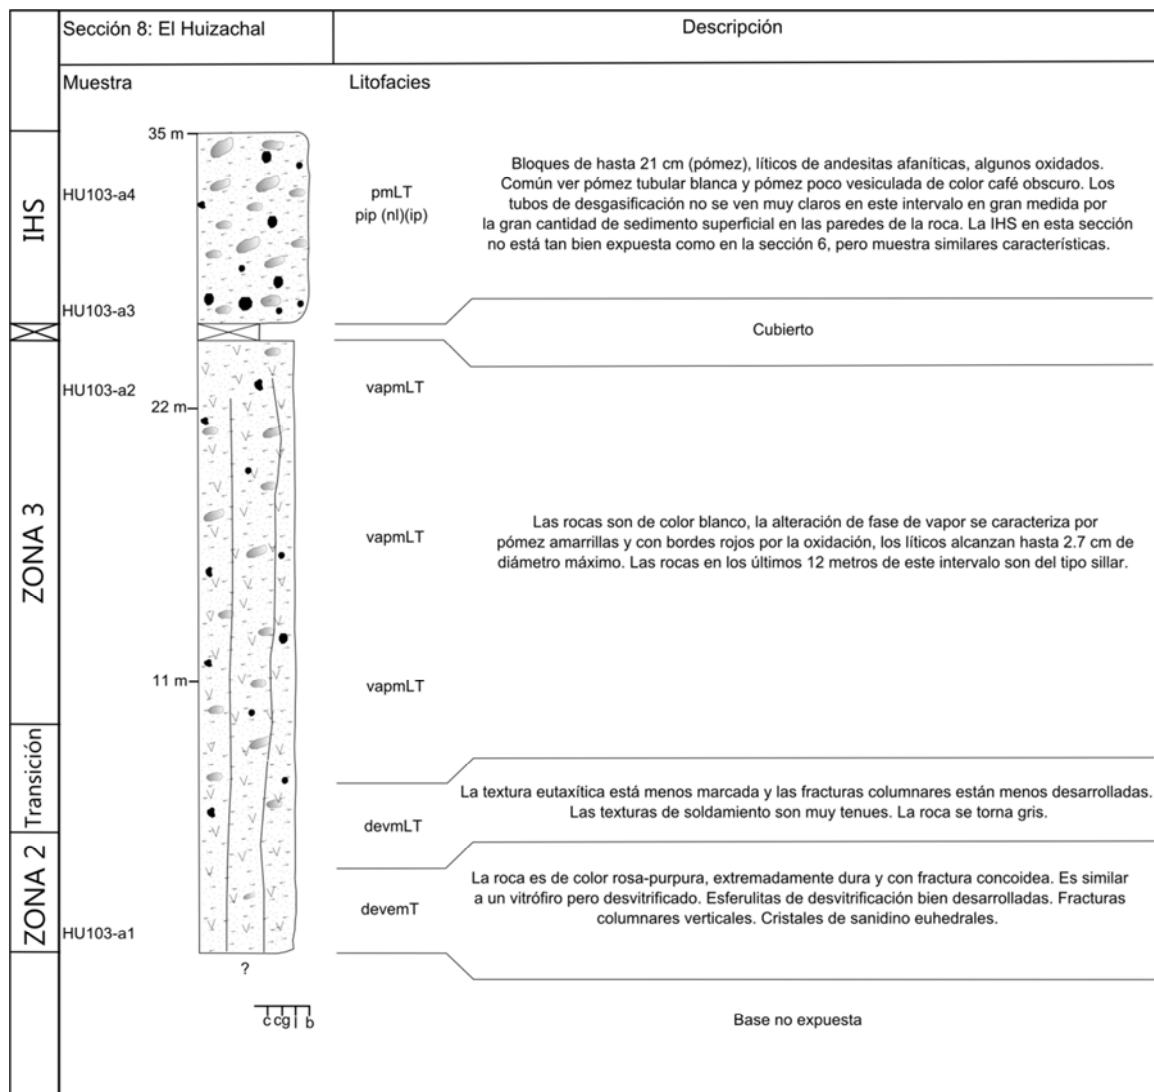 Sección 8: El Huizachal
Descripción
Muestra
Litofacies
IHS
35 m
HU103-a4
pmLT
pip (nl)(ip)
Bloques de hasta 21 cm (pómez), líticos de andesitas afaníticas, algunos oxidados.
Común ver pómez tubular blanca y pómez poco vesiculada de color café obscuro. Los
tubos de desgasificación no se ven muy claros en este intervalo en gran medida por
la gran cantidad de sedimento superficial en las paredes de la roca. La IHS en esta sección
no está tan bien expuesta como en la sección 6, pero muestra similares características.
HU103-a3
Cubierto
ZONA 3
HU103-a2
vapmLT
22 m
vapmLT
Las rocas son de color blanco, la alteración de fase de vapor se caracteriza por
pómez amarrillas y con bordes rojos por la oxidación, los líticos alcanzan hasta 2.7 cm de
diámetro máximo. Las rocas en los últimos 12 metros de este intervalo son del tipo sillar.
11 m
vapmLT
Transición
devmLT
La textura eutaxítica está menos marcada y las fracturas columnares están menos desarrolladas.
Las texturas de soldamiento son muy tenues. La roca se torna gris.
ZONA 2
devemT
La roca es de color rosa-purpura, extremadamente dura y con fractura concoidea. Es similar
a un vitrófiro pero desvitrificado. Esferulitas de desvitrificación bien desarrolladas. Fracturas
columnares verticales. Cristales de sanidino euhedrales.
HU103-a1
?
c cg l b
Base no expuesta